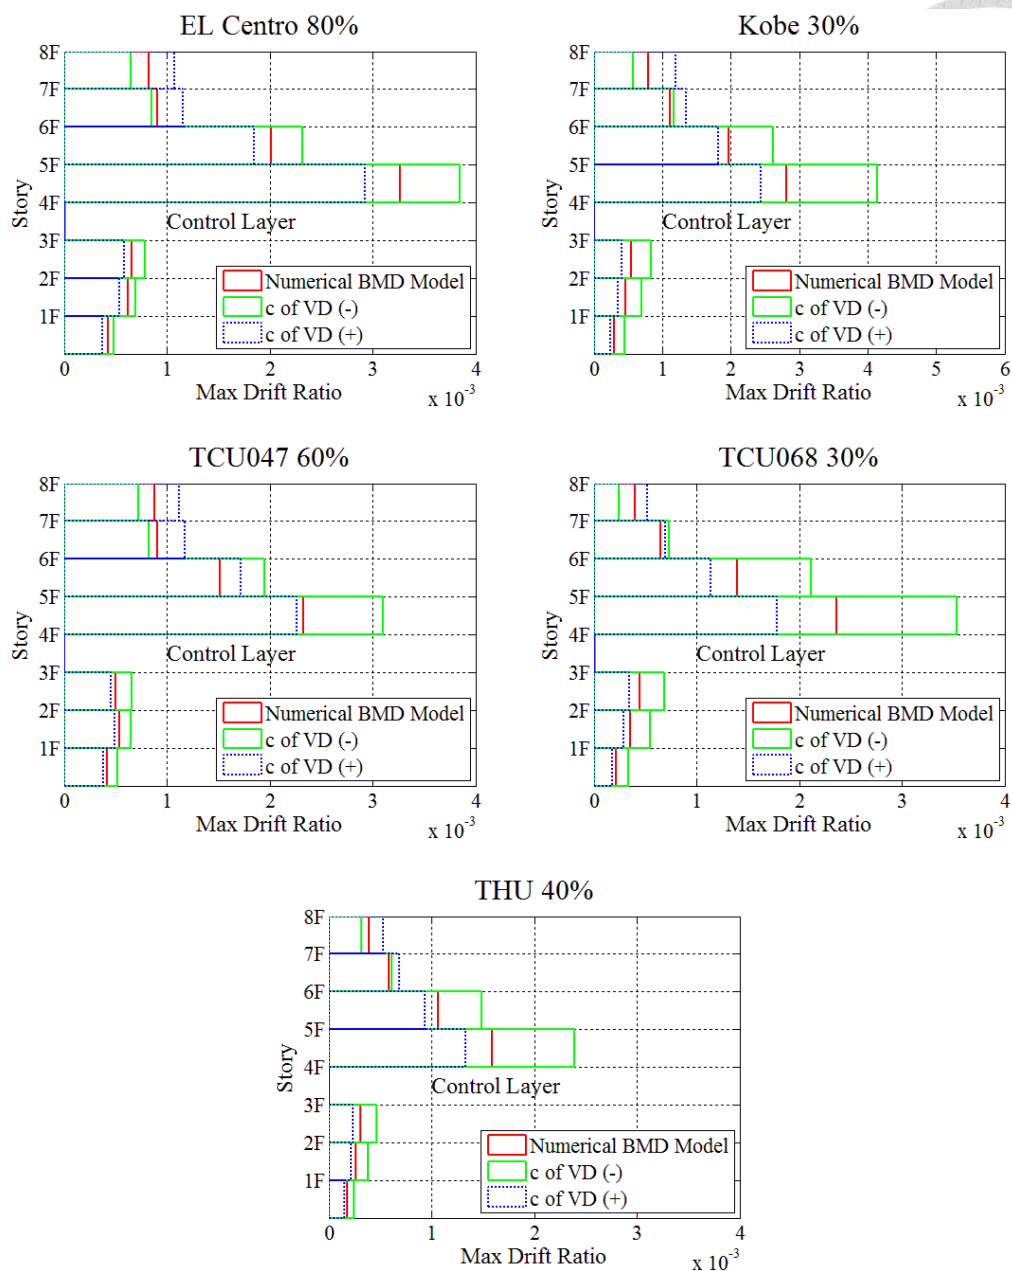 EL Centro 80%
8F
7F
6F
5F
4F
3F
2F
1F
Story
Control Layer
Numerical BMD Model
c of VD (-)
c of VD (+)
0 1 2 3 4
Max Drift Ratio
x 10-3
Kobe 30%
8F
7F
6F
5F
4F
3F
2F
1F
Story
Control Layer
Numerical BMD Model
c of VD (-)
c of VD (+)
0 1 2 3 4 5 6
Max Drift Ratio
x 10-3
TCU047 60%
8F
7F
6F
5F
4F
3F
2F
1F
Story
Control Layer
Numerical BMD Model
c of VD (-)
c of VD (+)
0 1 2 3 4
Max Drift Ratio
x 10-3
TCU068 30%
8F
7F
6F
5F
4F
3F
2F
1F
Story
Control Layer
Numerical BMD Model
c of VD (-)
c of VD (+)
0 1 2 3 4
Max Drift Ratio
x 10-3
THU 40%
8F
7F
6F
5F
4F
3F
2F
1F
Story
Control Layer
Numerical BMD Model
c of VD (-)
c of VD (+)
0 1 2 3 4
Max Drift Ratio
x 10-3